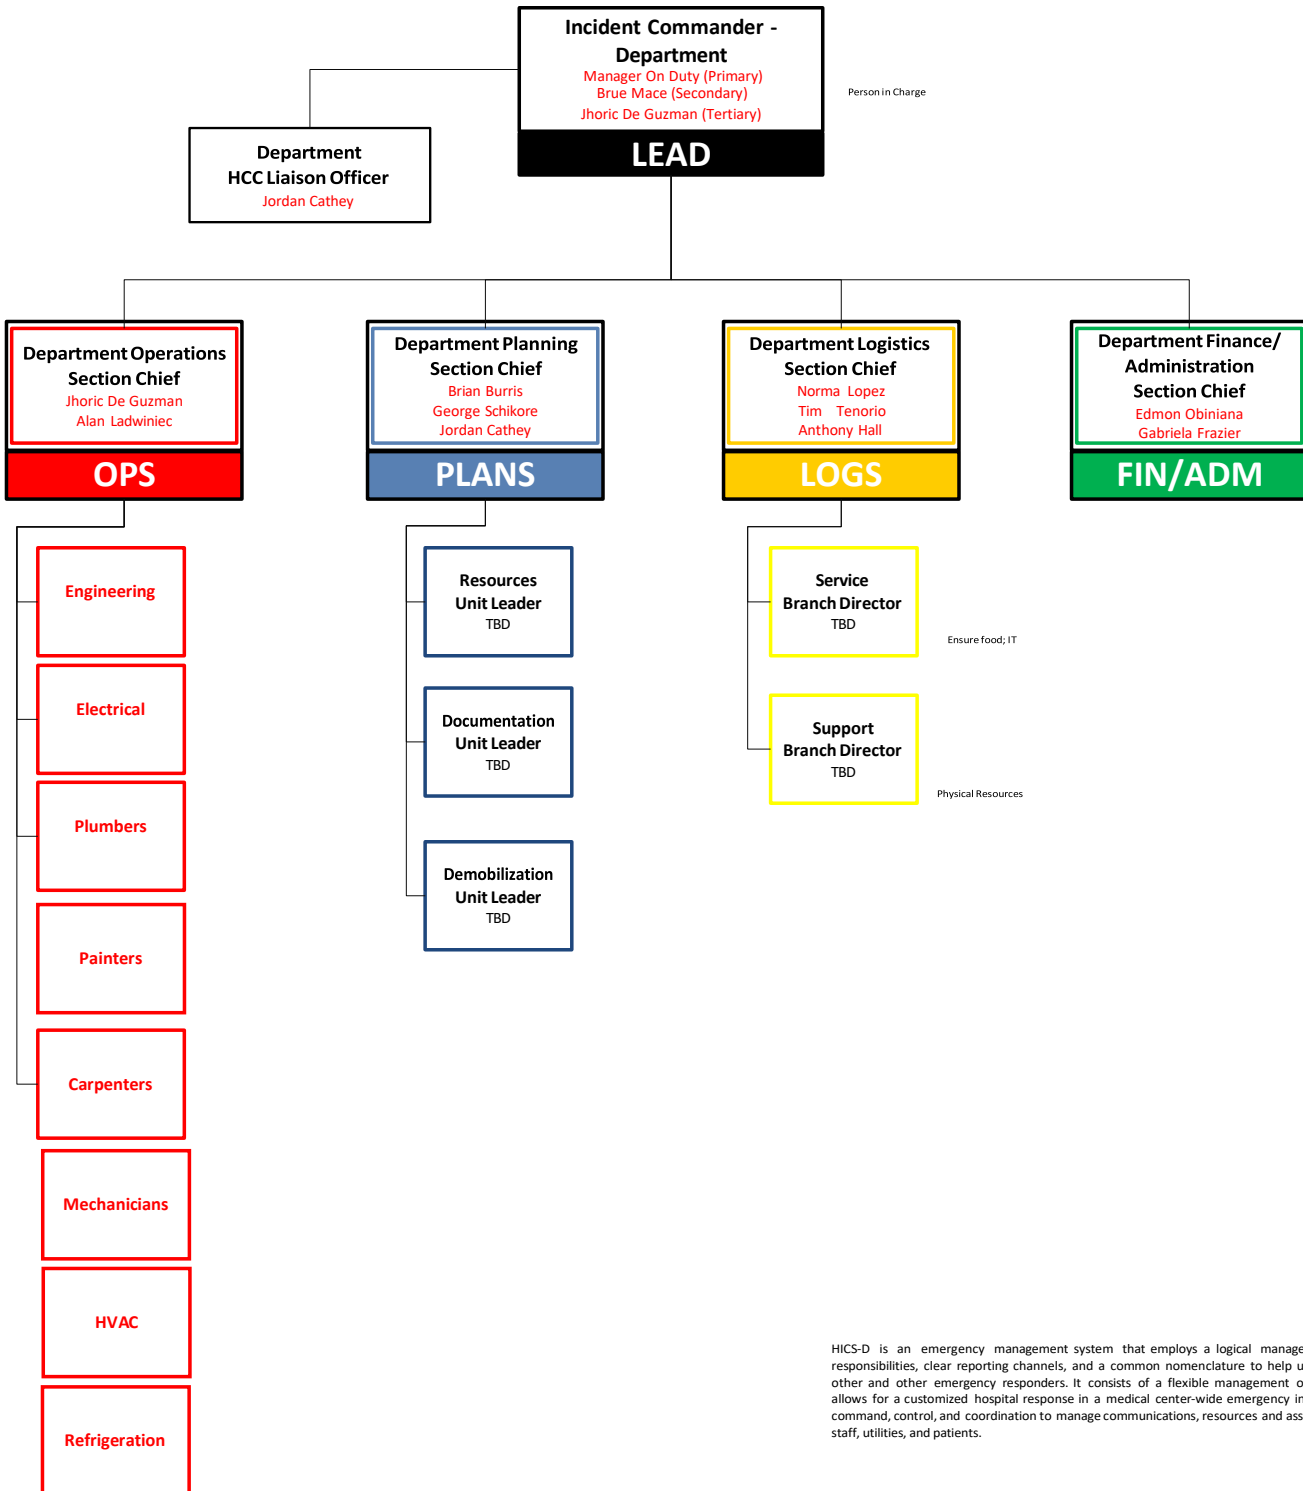 Incident Commander -
Department
Manager On Duty (Primary)
Brue Mace (Secondary)
Jhoric De Guzman (Tertiary)
LEAD
Person in Charge
Department
HCC Liaison Officer
Jordan Cathey
Department Operations
Section Chief
Jhoric De Guzman
Alan Ladwiniec
OPS
Department Planning
Section Chief
Brian Burris
George Schikore
Jordan Cathey
PLANS
Department Logistics
Section Chief
Norma Lopez
Tim Tenorio
Anthony Hall
LOGS
Department Finance/
Administration
Section Chief
Edmon Obiniana
Gabriela Frazier
FIN/ADM
Engineering
Electrical
Plumbers
Painters
Carpenters
Mechanicians
HVAC
Refrigeration
Resources
Unit Leader
TBD
Documentation
Unit Leader
TBD
Demobilization
Unit Leader
TBD
Service
Branch Director
TBD
Ensure food; IT
Support
Branch Director
TBD
Physical Resources
HICS-D is an emergency management system that employs a logical manage
responsibilities, clear reporting channels, and a common nomenclature to help u
other and other emergency responders. It consists of a flexible management o
allows for a customized hospital response in a medical center-wide emergency in
command, control, and coordination to manage communications, resources and ass
staff, utilities, and patients.